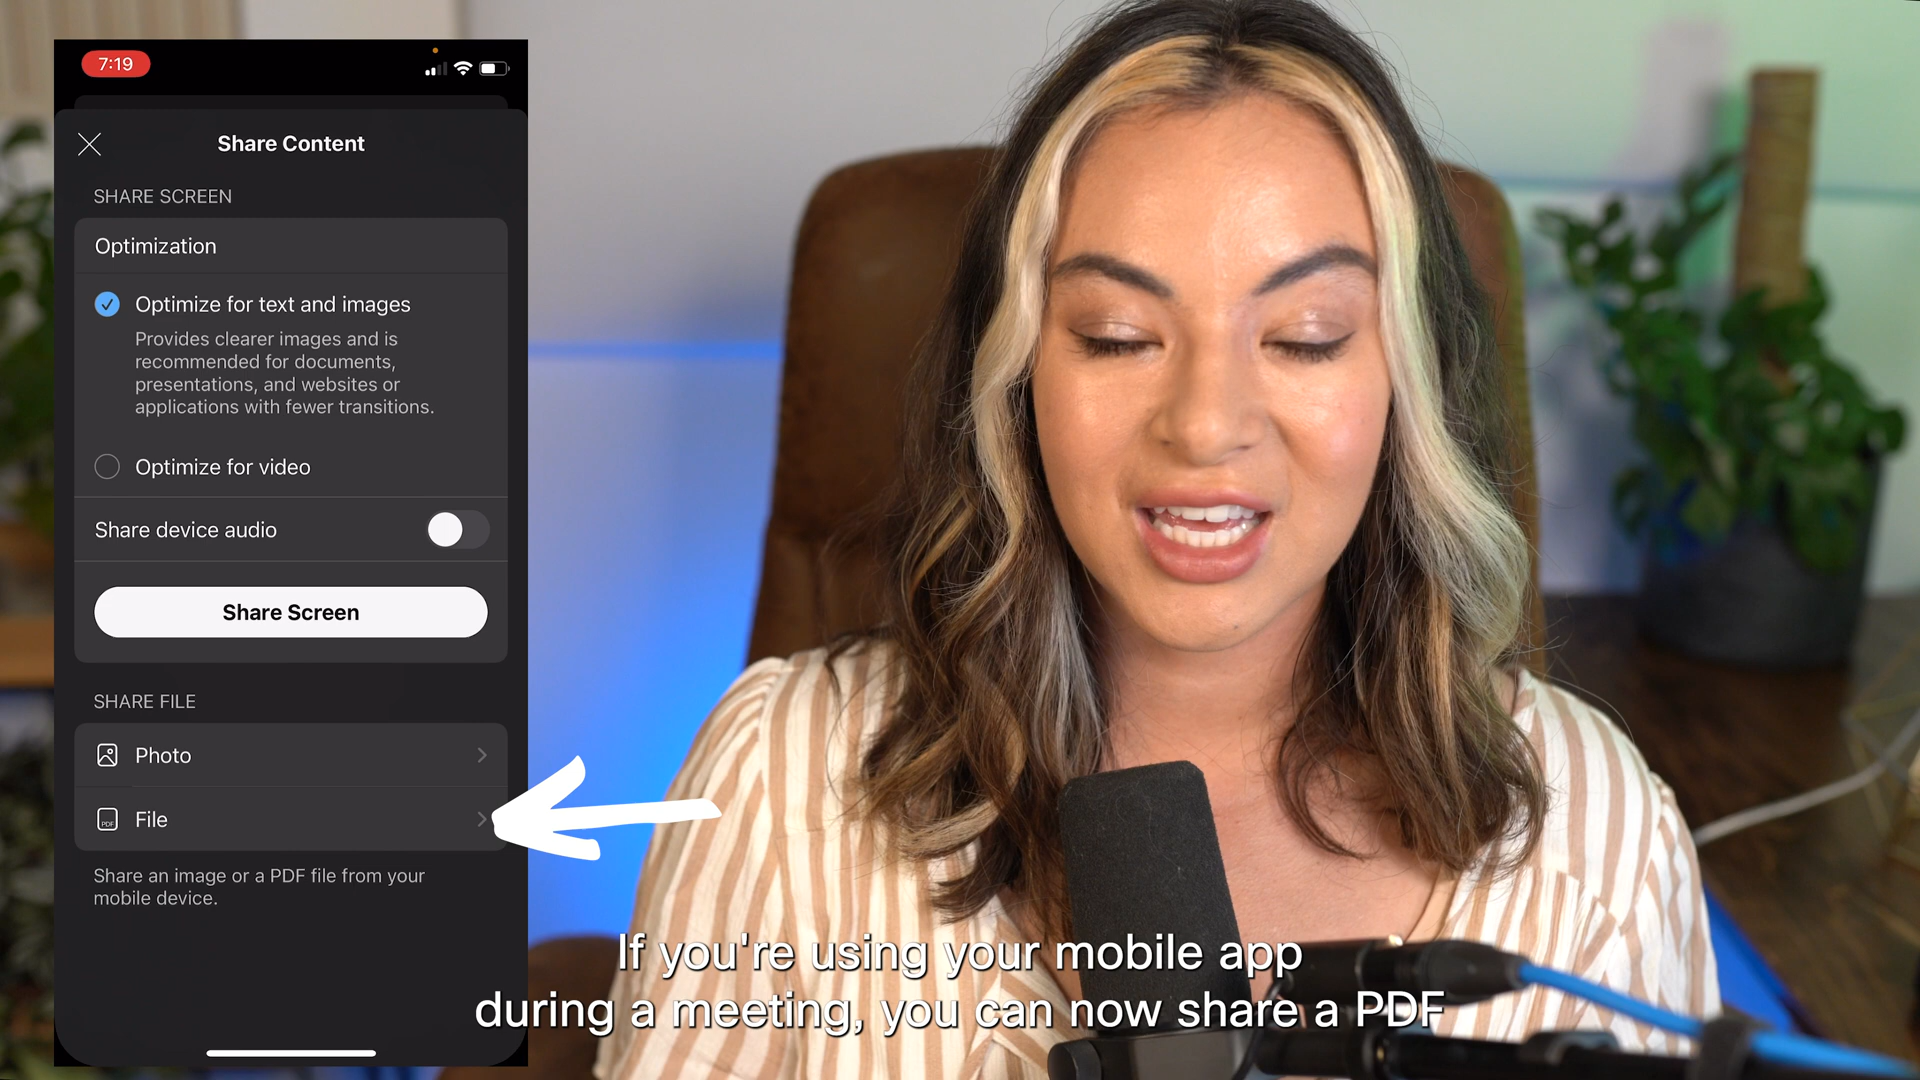 7:19
Share Content
SHARE SCREEN
Optimization
Optimize for text and images
Provides clearer images and is
recommended for documents,
presentations, and websites or
applications with fewer transitions.
Optimize for video
Share device audio
Share Screen
SHARE FILE
Photo
PDF
File
Share an image or a PDF file from your
mobile device.
If you're using your mobile app
during a meeting, you can now share a PDF